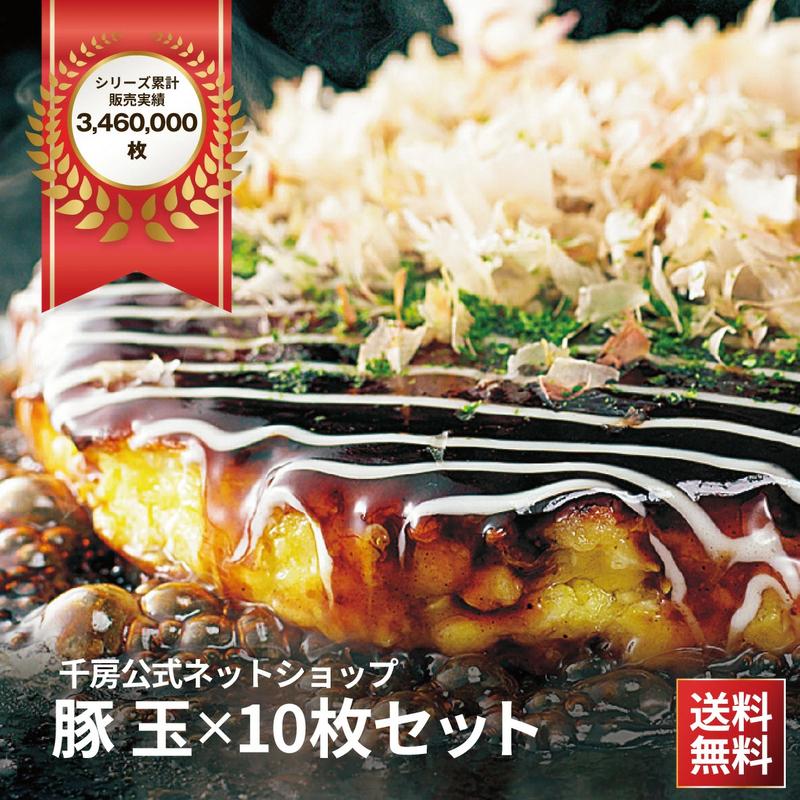 シリーズ累計
販売実績
3,460,000
枚
千房公式ネットショップ
豚玉×10枚セット
送料
無料